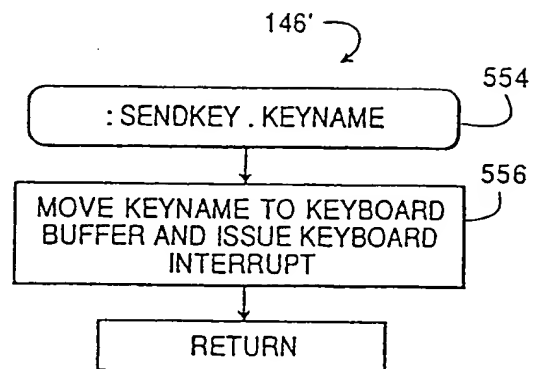 146'
554
:SENDKEY.KEYNAME
556
MOVE KEYNAME TO KEYBOARD
BUFFER AND ISSUE KEYBOARD
INTERRUPT
RETURN